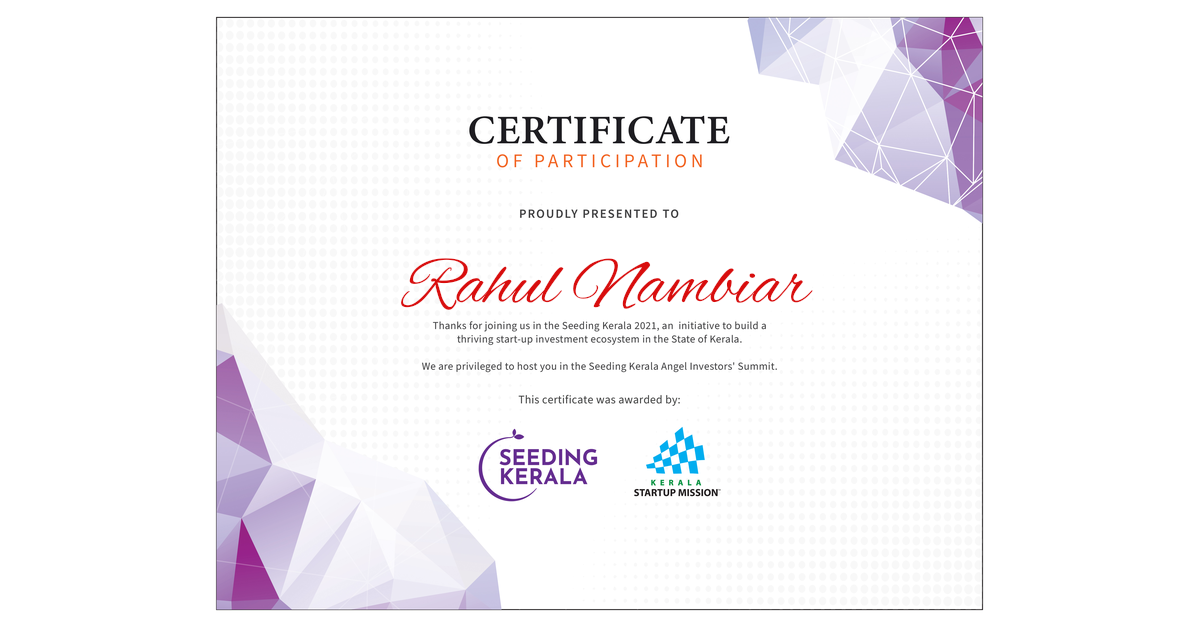 CERTIFICATE
OF PARTICIPATION
PROUDLY PRESENTED TO
Rahul Nambiar
Thanks for joining us in the Seeding Kerala 2021, an initiative to build a
thriving start-up investment ecosystem in the State of Kerala.
We are privileged to host you in the Seeding Kerala Angel Investors' Summit.
This certificate was awarded by:
SEEDING
KERALA
KERALA
STARTUP MISSION